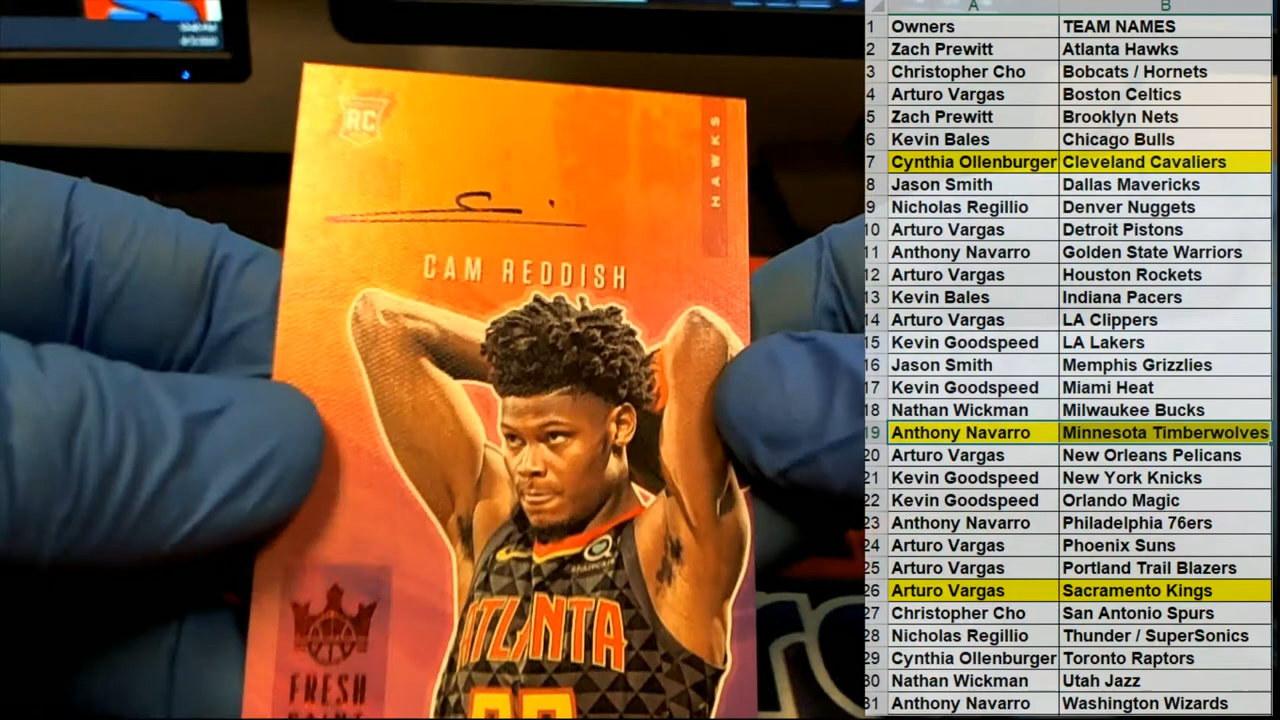 RC
HAWKS
CAM REDDISH
ATLANTA
FRESH
A B
1 Owners TEAM NAMES
2 Zach Prewitt Atlanta Hawks
3 Christopher Cho Bobcats / Hornets
4 Arturo Vargas Boston Celtics
5 Zach Prewitt Brooklyn Nets
6 Kevin Bales Chicago Bulls
7 Cynthia Ollenburger Cleveland Cavaliers
8 Jason Smith Dallas Mavericks
9 Nicholas Regillio Denver Nuggets
10 Arturo Vargas Detroit Pistons
11 Anthony Navarro Golden State Warriors
12 Arturo Vargas Houston Rockets
13 Kevin Bales Indiana Pacers
14 Arturo Vargas LA Clippers
15 Kevin Goodspeed LA Lakers
16 Jason Smith Memphis Grizzlies
17 Kevin Goodspeed Miami Heat
18 Nathan Wickman Milwaukee Bucks
19 Anthony Navarro Minnesota Timberwolves
20 Arturo Vargas New Orleans Pelicans
21 Kevin Goodspeed New York Knicks
22 Kevin Goodspeed Orlando Magic
23 Anthony Navarro Philadelphia 76ers
24 Arturo Vargas Phoenix Suns
25 Arturo Vargas Portland Trail Blazers
26 Arturo Vargas Sacramento Kings
27 Christopher Cho San Antonio Spurs
28 Nicholas Regillio Thunder / SuperSonics
29 Cynthia Ollenburger Toronto Raptors
30 Nathan Wickman Utah Jazz
31 Anthony Navarro Washington Wizards